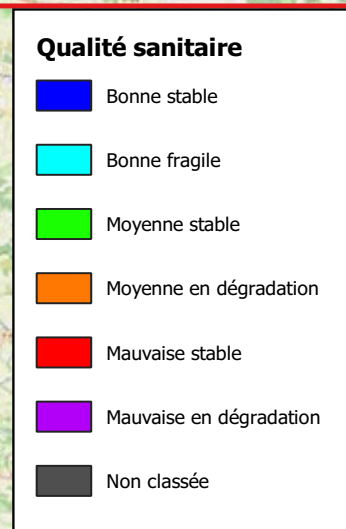 Qualité sanitaire
Bonne stable
Bonne fragile
Moyenne stable
Moyenne en dégradation
Mauvaise stable
Mauvaise en dégradation
Non classée